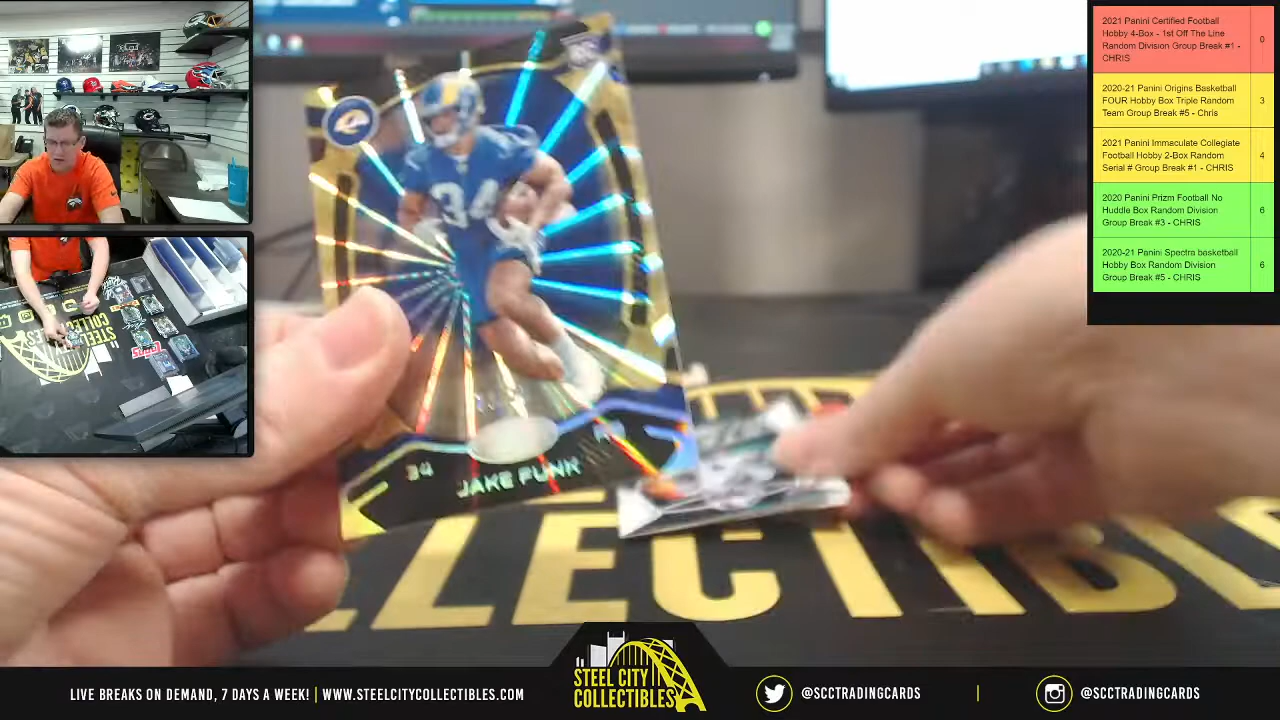 2021 Panini Certified Football
Hobby 4-Box - 1st Off The Line
Random Division Group Break #1 -
CHRIS
0
2020-21 Panini Origins Basketball
FOUR Hobby Box Triple Random
Team Group Break #5 - Chris
3
2021 Panini Immaculate Collegiate
Football Hobby 2-Box Random
Serial # Group Break #1 - CHRIS
4
2020 Prizm Football No
Huddle Box Random Division
Group Break #3 - CHRIS
6
2020-21 Panini Spectra basketball
Hobby Box Random Division
Group Break #5 - CHRIS
6
34
34
JAKE FUNK
STEEL CITY
COLLECTIBLES
LIVE BREAKS ON DEMAND, 7 DAYS A WEEK! | WWW.STEELCITYCOLLECTIBLES.COM
@SCCTRADINGCARDS
@SCCTRADINGCARDS